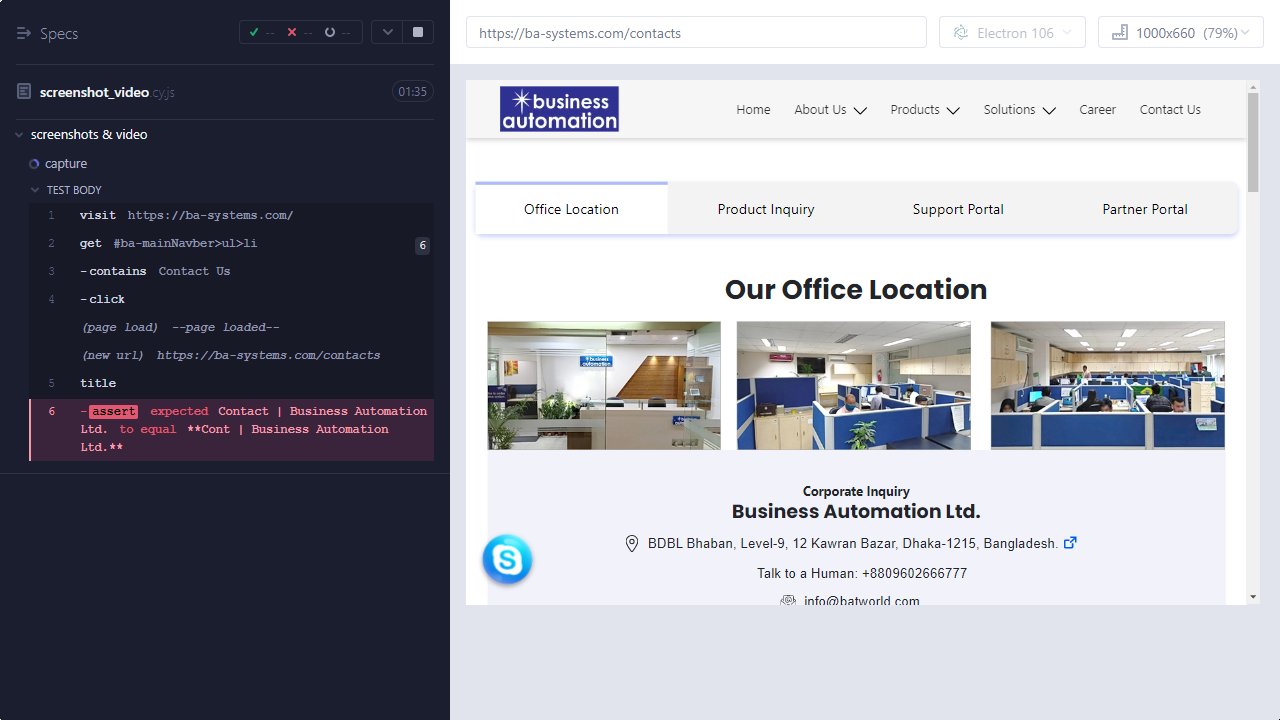 Specs
-- -- --
screenshot_video.cy.js 01:35
screenshots & video
capture
TEST BODY
1 visit https://ba-systems.com/
2 get #ba-mainNavber>ul>li 6
3 -contains Contact Us
4 -click
(page load) --page loaded--
(new url) https://ba-systems.com/contacts
5 title
6 -assert expected Contact | Business Automation
Ltd. to equal **Cont | Business Automation
Ltd.**
https://ba-systems.com/contacts Electron 106 1000x660 (79%)
business
automation
Home About Us Products Solutions Career Contact Us
Office Location Product Inquiry Support Portal Partner Portal
Our Office Location
business
automation
Corporate Inquiry
Business Automation Ltd.
BDBL Bhaban, Level-9, 12 Kawran Bazar, Dhaka-1215, Bangladesh.
Talk to a Human: +8809602666777
info@batworld.com